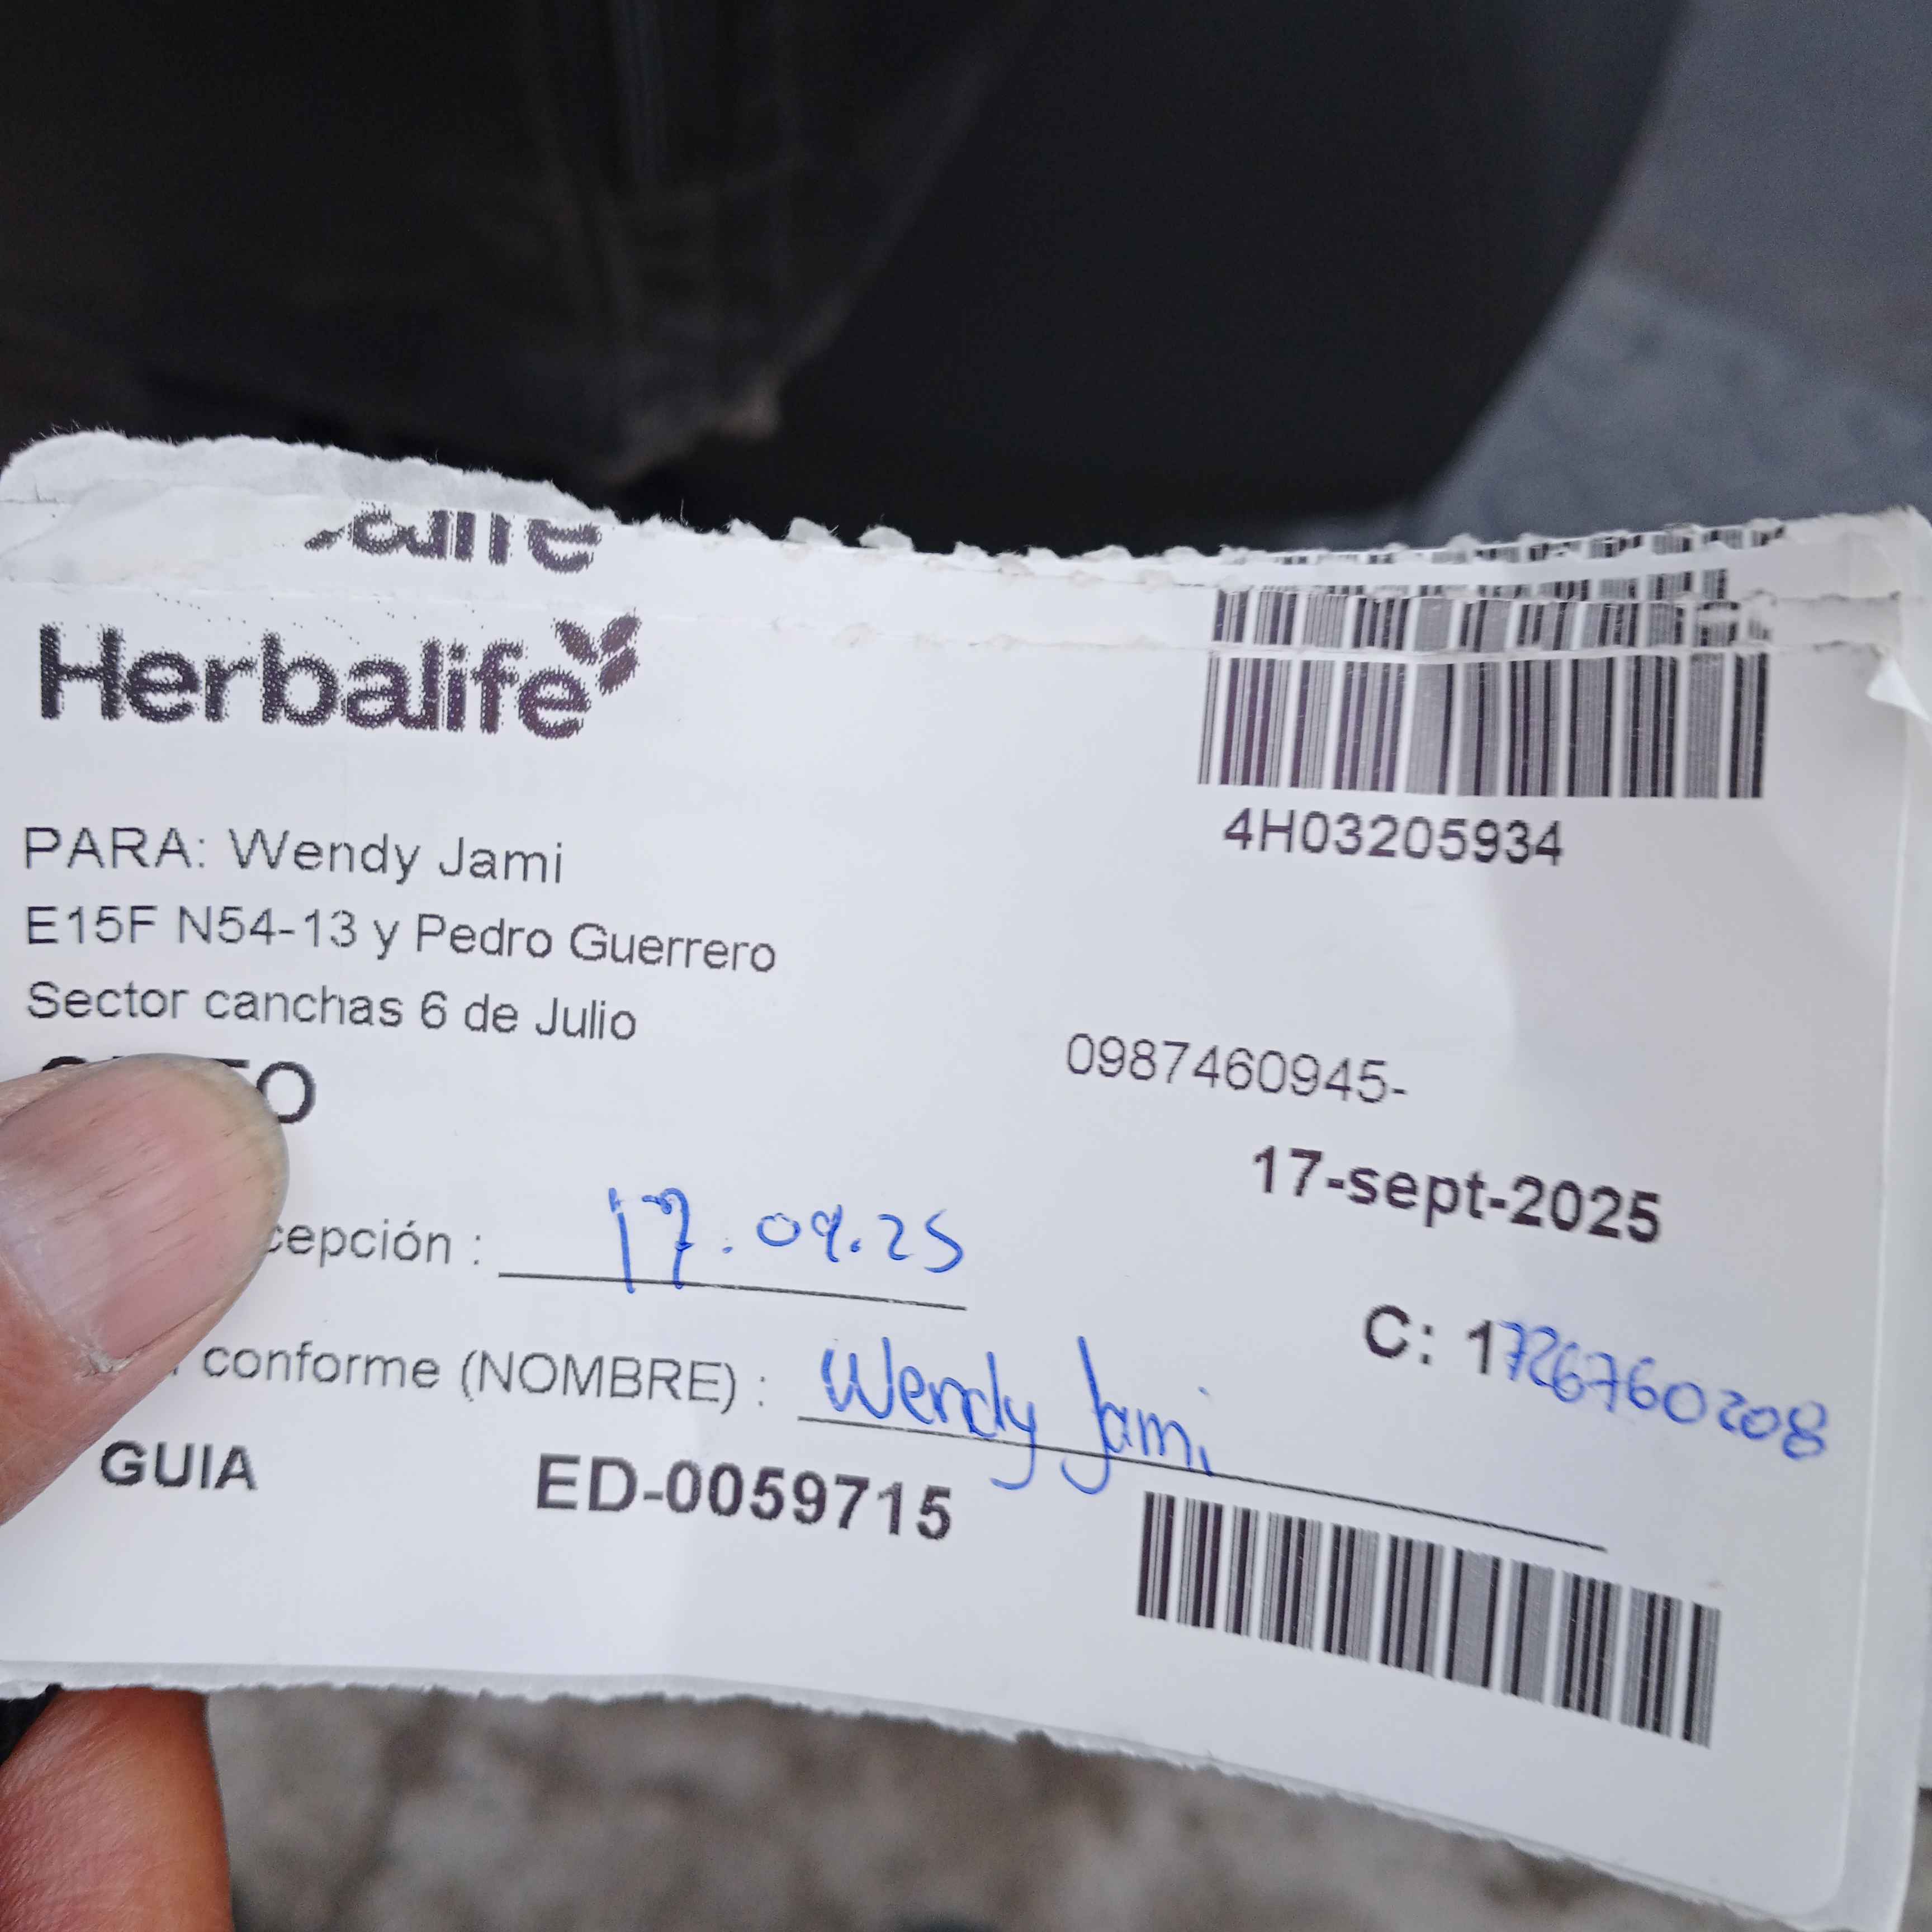 Herbalife
4H03205934
PARA: Wendy Jami
E15F N54-13 y Pedro Guerrero
Sector canchas 6 de Julio
0987460945-
17-sept-2025
cepción : 17.09.25
C: 1726760208
conforme (NOMBRE) : Wendy Jami
GUIA ED-0059715